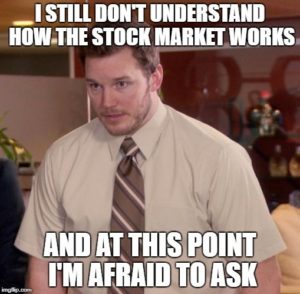 I STILL DON'T UNDERSTAND
HOW THE STOCK MARKET WORKS
AND AT THIS POINT
I'M AFRAID TO ASK
imgflip.com